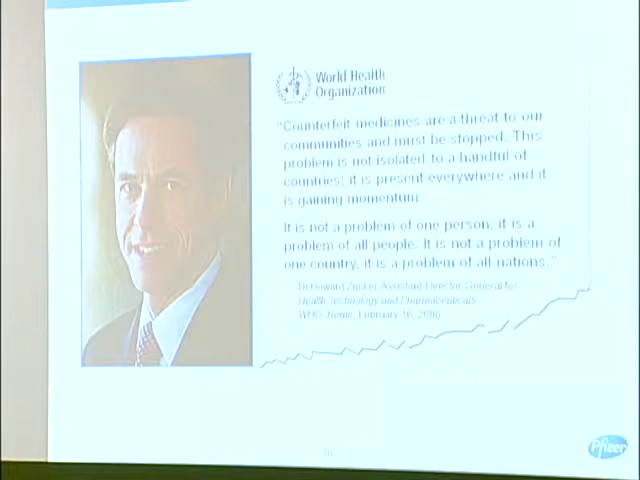 World Health
Organization
"Counterfeit medicines are a threat to our
communities and must be stopped. This
problem is not isolated to a handful of
countries; it is present everywhere and it
is gaining momentum.
It is not a problem of one person, it is a
problem of all people. It is not a problem of
one country, it is a problem of all nations."
Dr Howard Zucker, Assistant Director-General for
Health Technology and Pharmaceuticals
WHO, Rome, February 16, 2006
Pfizer